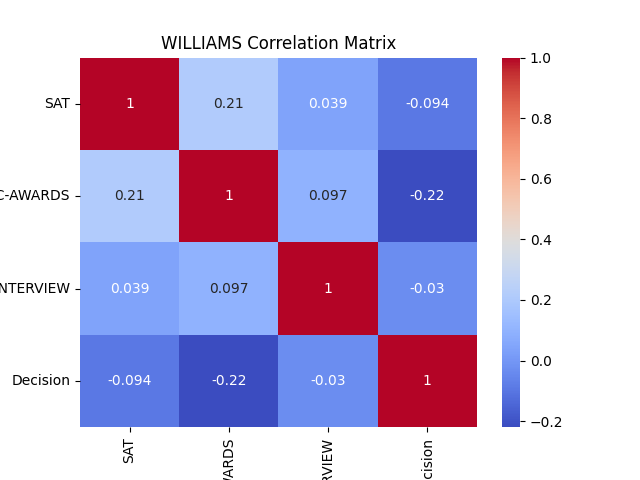 WILLIAMS Correlation Matrix
SAT 1 0.21 0.039 -0.094
C-AWARDS 0.21 1 0.097 -0.22
NTERVIEW 0.039 0.097 1 -0.03
Decision -0.094 -0.22 -0.03 1
SAT
WARDS
RVIEW
cision
1.0
0.8
0.6
0.4
0.2
0.0
−0.2